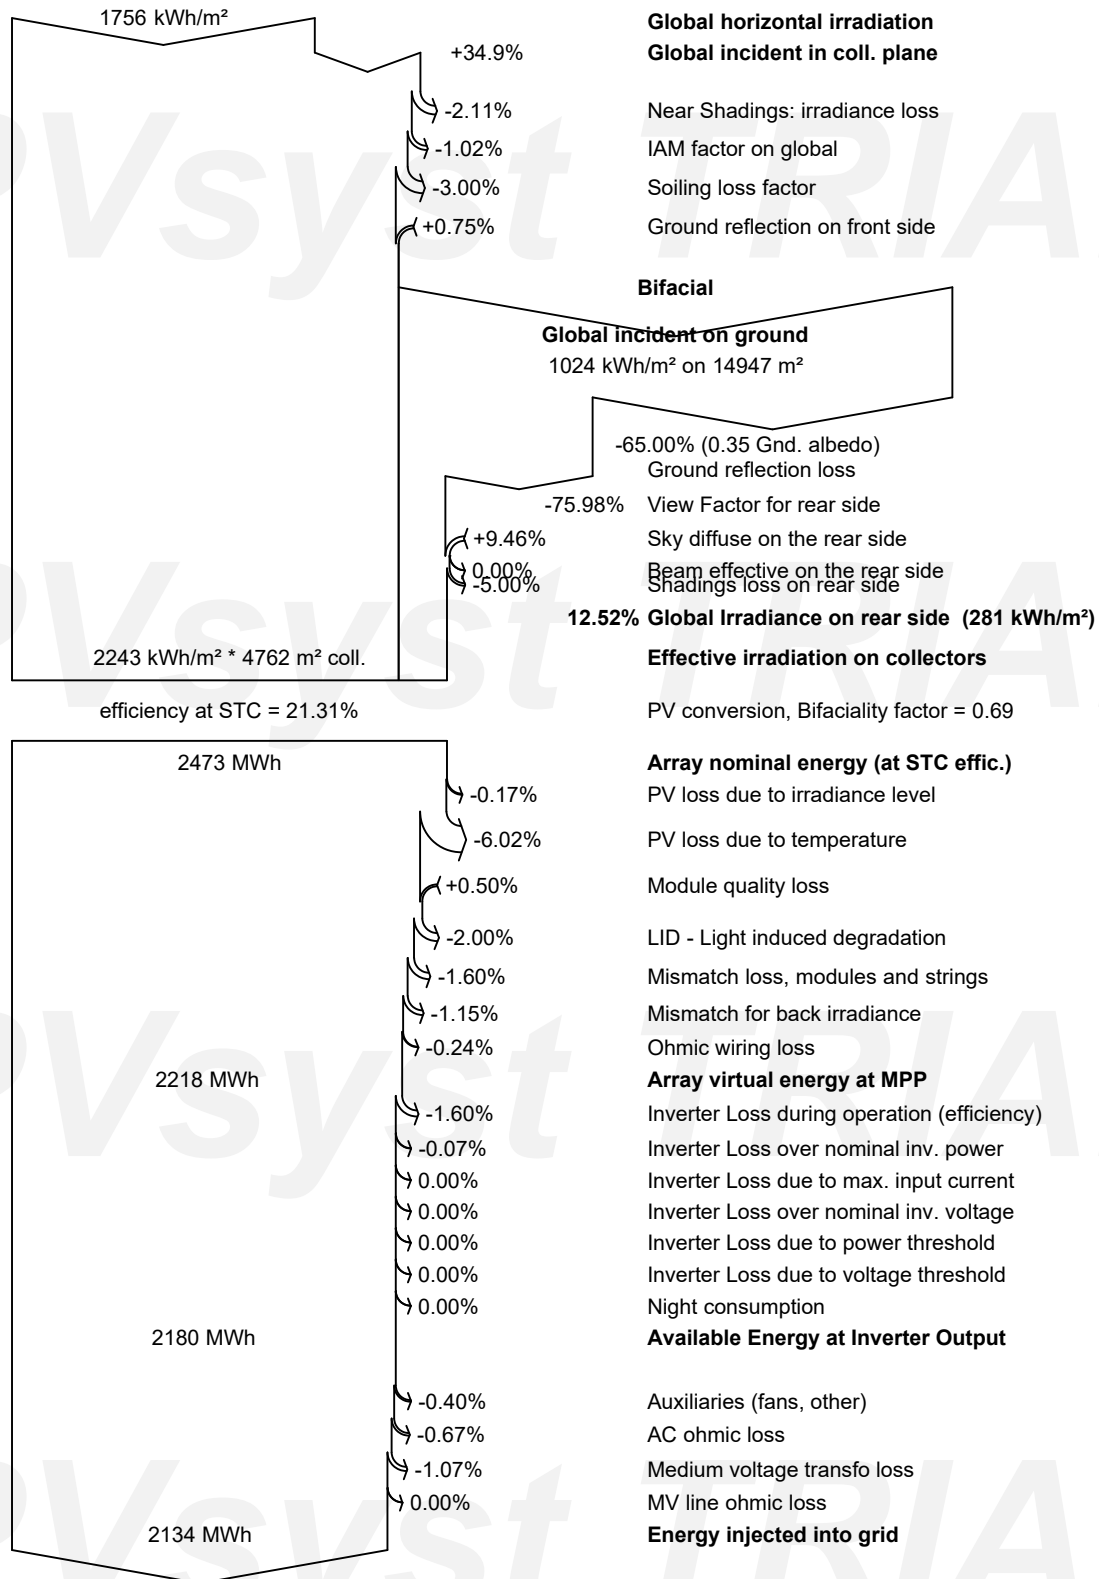 1756 kWh/m² Global horizontal irradiation
+34.9% Global incident in coll. plane
-2.11% Near Shadings: irradiance loss
-1.02% IAM factor on global
-3.00% Soiling loss factor
+0.75% Ground reflection on front side
Bifacial
Global incident on ground
1024 kWh/m² on 14947 m²
-65.00% (0.35 Gnd. albedo)
Ground reflection loss
-75.98% View Factor for rear side
+9.46% Sky diffuse on the rear side
0.00% Beam effective on the rear side
-5.00% Shadings loss on rear side
12.52% Global Irradiance on rear side (281 kWh/m²)
2243 kWh/m² * 4762 m² coll. Effective irradiation on collectors
efficiency at STC = 21.31% PV conversion, Bifaciality factor = 0.69
2473 MWh Array nominal energy (at STC effic.)
-0.17% PV loss due to irradiance level
-6.02% PV loss due to temperature
+0.50% Module quality loss
-2.00% LID - Light induced degradation
-1.60% Mismatch loss, modules and strings
-1.15% Mismatch for back irradiance
-0.24% Ohmic wiring loss
2218 MWh Array virtual energy at MPP
-1.60% Inverter Loss during operation (efficiency)
-0.07% Inverter Loss over nominal inv. power
0.00% Inverter Loss due to max. input current
0.00% Inverter Loss over nominal inv. voltage
0.00% Inverter Loss due to power threshold
0.00% Inverter Loss due to voltage threshold
0.00% Night consumption
2180 MWh Available Energy at Inverter Output
-0.40% Auxiliaries (fans, other)
-0.67% AC ohmic loss
-1.07% Medium voltage transfo loss
0.00% MV line ohmic loss
2134 MWh Energy injected into grid
PVsyst TRIA
PVsyst TRIA
PVsyst TRIA
PVsyst TRIA